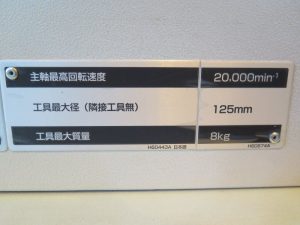 主軸最高回転速度 20,000min⁻¹
工具最大径（隣接工具無） 125mm
工具最大質量 8kg
H60443A 日本語 H60874A